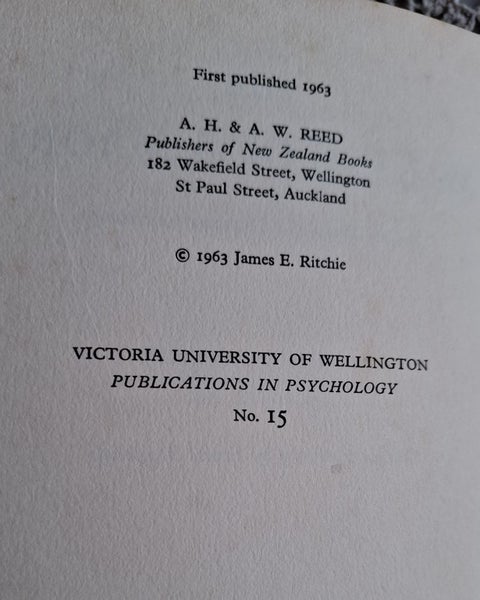 First published 1963
A. H. & A. W. REED
Publishers of New Zealand Books
182 Wakefield Street, Wellington
St Paul Street, Auckland
© 1963 James E. Ritchie
VICTORIA UNIVERSITY OF WELLINGTON
PUBLICATIONS IN PSYCHOLOGY
No. 15